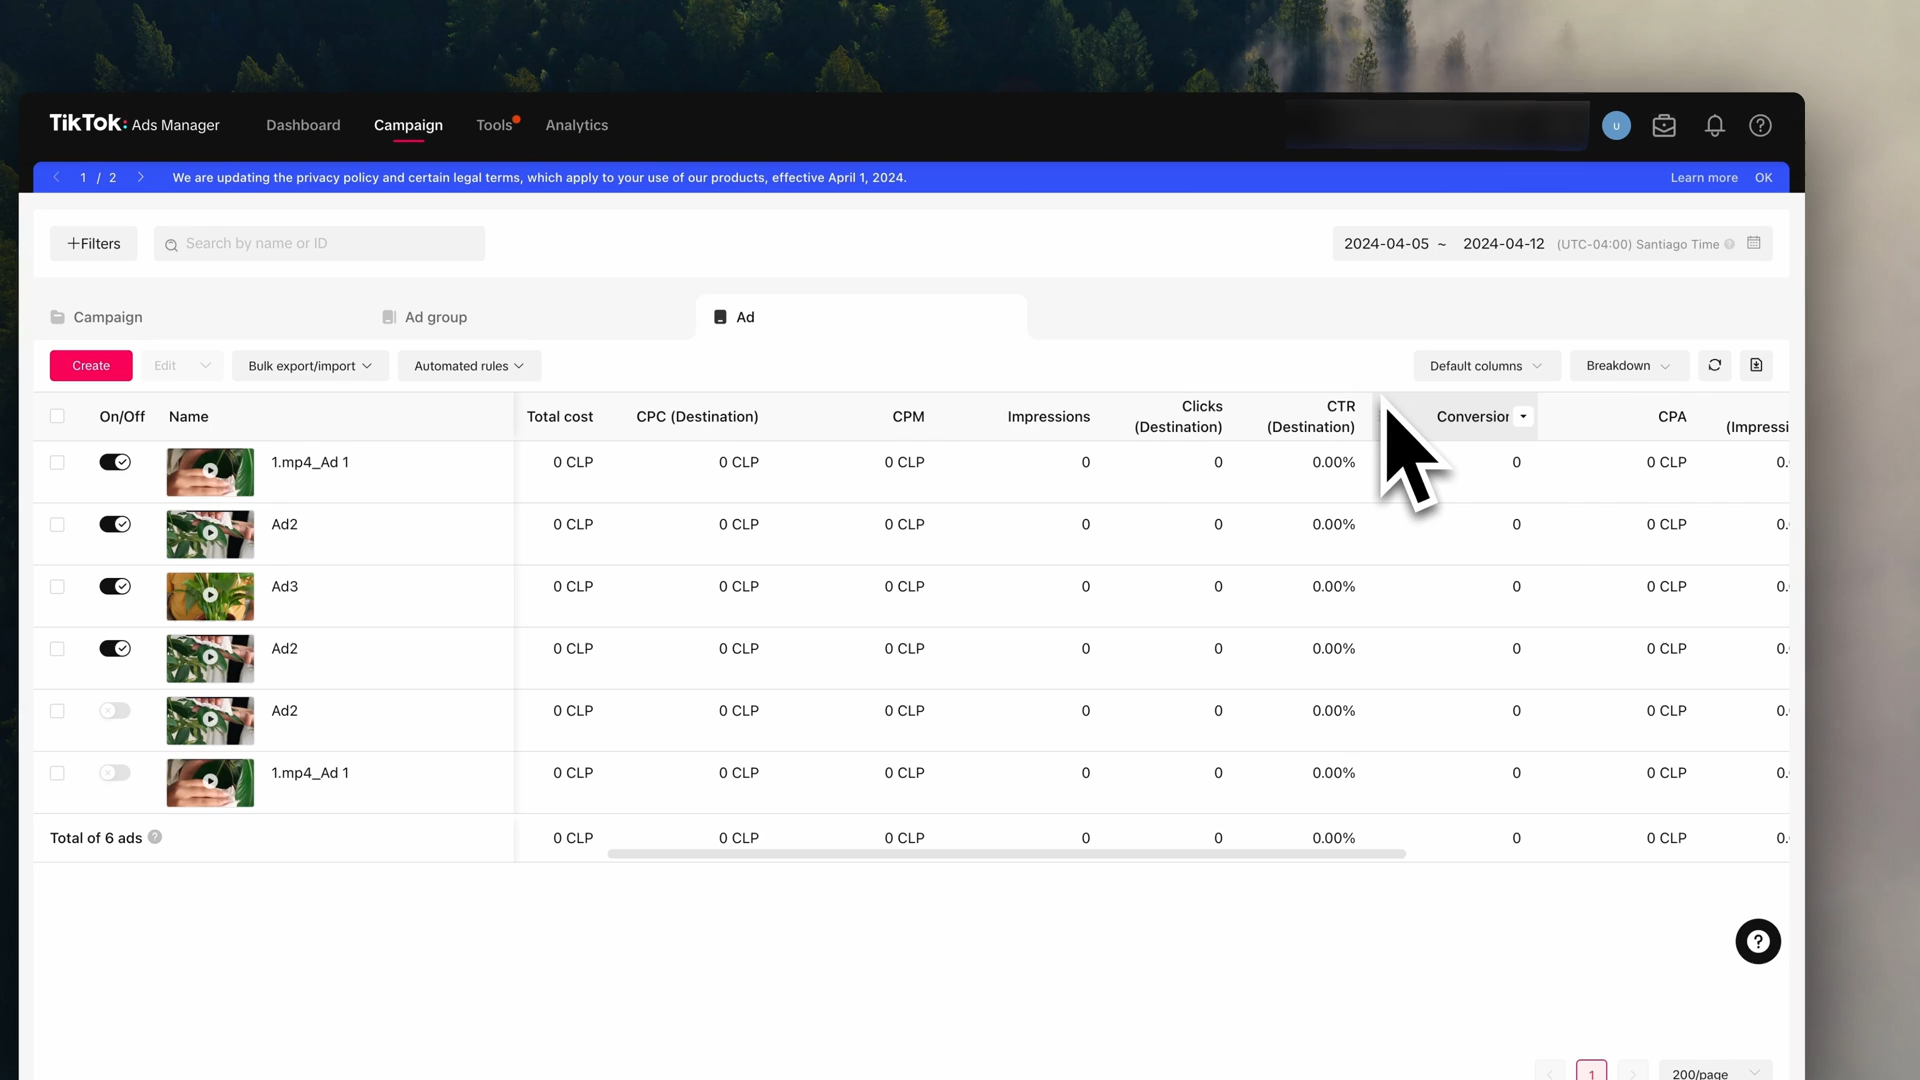 TikTok: Ads Manager Dashboard Campaign Tools Analytics U
1 / 2 We are updating the privacy policy and certain legal terms, which apply to your use of our products, effective April 1, 2024. Learn more OK
+Filters Search by name or ID 2024-04-05 ~ 2024-04-12 (UTC-04:00) Santiago Time
Campaign Ad group Ad
Create Edit Bulk export/import Automated rules Default columns Breakdown
On/Off Name Total cost CPC (Destination) CPM Impressions Clicks (Destination) CTR (Destination) Conversion CPA (Impressi
1.mp4_Ad 1 0 CLP 0 CLP 0 CLP 0 0 0.00% 0 0 CLP 0.
Ad2 0 CLP 0 CLP 0 CLP 0 0 0.00% 0 0 CLP 0.
Ad3 0 CLP 0 CLP 0 CLP 0 0 0.00% 0 0 CLP 0.
Ad2 0 CLP 0 CLP 0 CLP 0 0 0.00% 0 0 CLP 0.
Ad2 0 CLP 0 CLP 0 CLP 0 0 0.00% 0 0 CLP 0.
1.mp4_Ad 1 0 CLP 0 CLP 0 CLP 0 0 0.00% 0 0 CLP 0.
Total of 6 ads 0 CLP 0 CLP 0 CLP 0 0 0.00% 0 0 CLP 0.
1 200/page